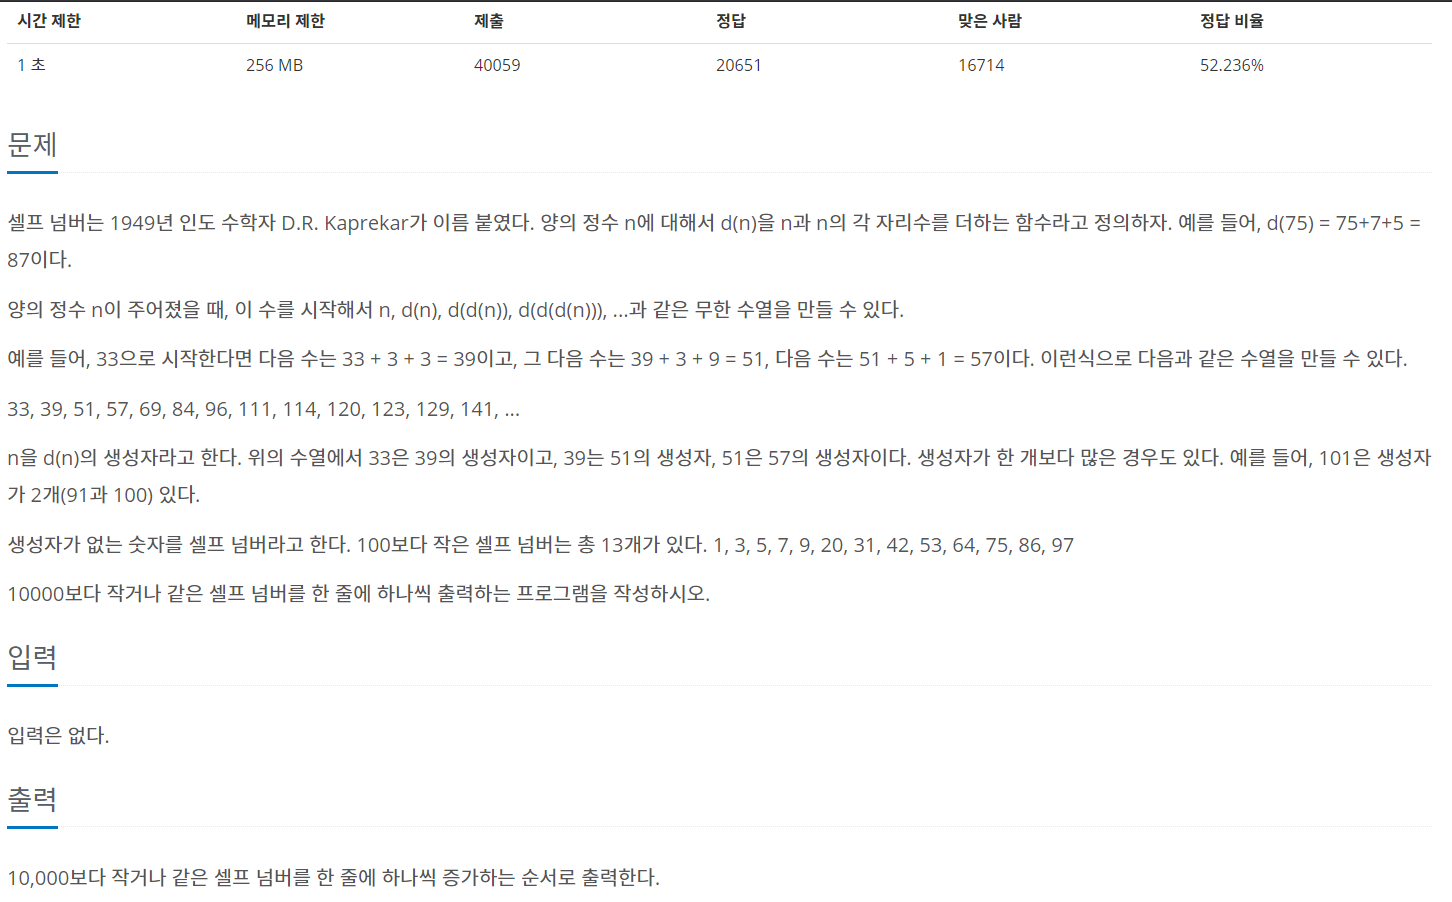 시간 제한 메모리 제한 제출 정답 맞은 사람 정답 비율
1 초 256 MB 40059 20651 16714 52.236%
문제
셀프 넘버는 1949년 인도 수학자 D.R. Kaprekar가 이름 붙였다. 양의 정수 n에 대해서 d(n)을 n과 n의 각 자리수를 더하는 함수라고 정의하자. 예를 들어, d(75) = 75+7+5 =
87이다.
양의 정수 n이 주어졌을 때, 이 수를 시작해서 n, d(n), d(d(n)), d(d(d(n))), ...과 같은 무한 수열을 만들 수 있다.
예를 들어, 33으로 시작한다면 다음 수는 33 + 3 + 3 = 39이고, 그 다음 수는 39 + 3 + 9 = 51, 다음 수는 51 + 5 + 1 = 57이다. 이런식으로 다음과 같은 수열을 만들 수 있다.
33, 39, 51, 57, 69, 84, 96, 111, 114, 120, 123, 129, 141, ...
n을 d(n)의 생성자라고 한다. 위의 수열에서 33은 39의 생성자이고, 39는 51의 생성자, 51은 57의 생성자이다. 생성자가 한 개보다 많은 경우도 있다. 예를 들어, 101은 생성자
가 2개(91과 100) 있다.
생성자가 없는 숫자를 셀프 넘버라고 한다. 100보다 작은 셀프 넘버는 총 13개가 있다. 1, 3, 5, 7, 9, 20, 31, 42, 53, 64, 75, 86, 97
10000보다 작거나 같은 셀프 넘버를 한 줄에 하나씩 출력하는 프로그램을 작성하시오.
입력
입력은 없다.
출력
10,000보다 작거나 같은 셀프 넘버를 한 줄에 하나씩 증가하는 순서로 출력한다.